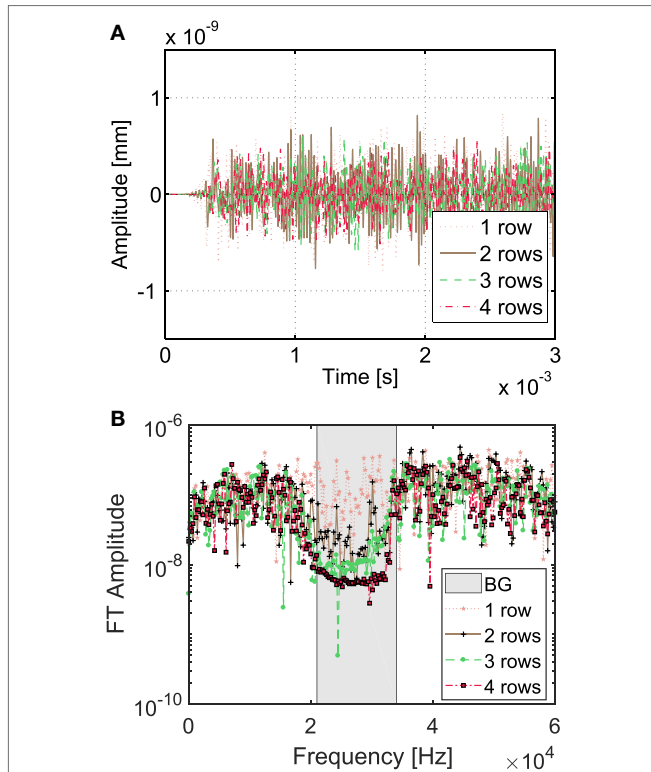 A
x 10^-9
1
0
-1
Amplitude [mm]
1 row
2 rows
3 rows
4 rows
0 1 2 3
Time [s]
x 10^-3
B
10^-6
10^-8
10^-10
FT Amplitude
BG
1 row
2 rows
3 rows
4 rows
0 2 4 6
Frequency [Hz]
×10^4